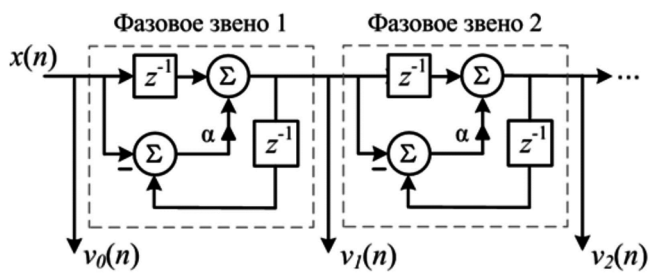 Фазовое звено 1 Фазовое звено 2
x(n) z⁻¹ Σ z⁻¹ Σ ...
α z⁻¹ α z⁻¹
− Σ − Σ
v₀(n) v₁(n) v₂(n)